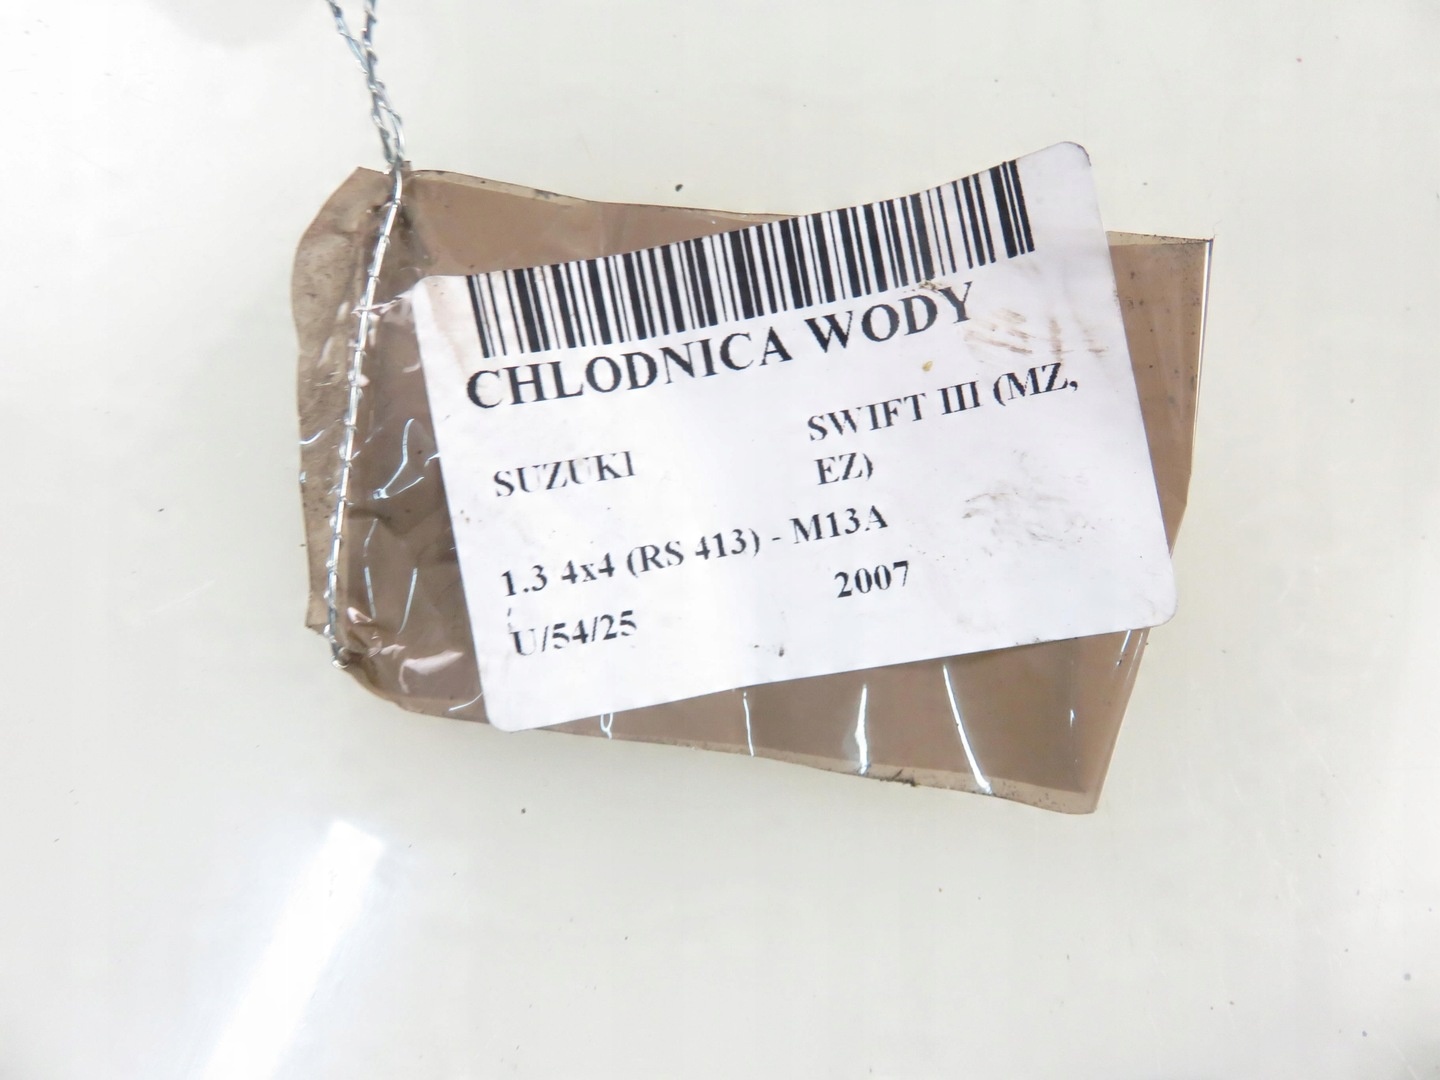 CHLODNICA WODY
SUZUKI SWIFT III (MZ,
EZ)
1.3 4x4 (RS 413) - M13A
U/54/25 2007